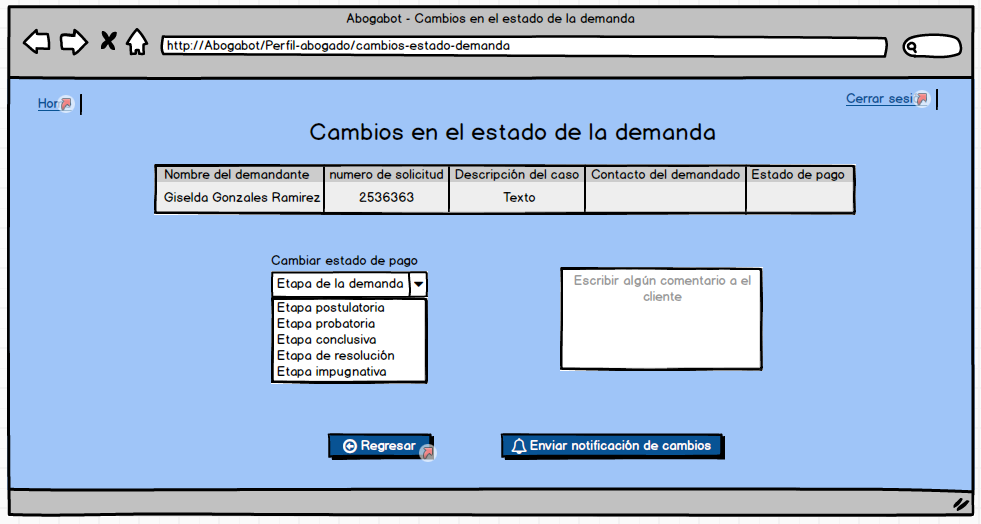 Abogabot - Cambios en el estado de la demanda
http://Abogabot/Perfil-abogado/cambios-estado-demanda
Hor
Cerrar sesi
Cambios en el estado de la demanda
Nombre del demandante numero de solicitud Descripción del caso Contacto del demandado Estado de pago
Giselda Gonzales Ramirez 2536363 Texto
Cambiar estado de pago
Etapa de la demanda
Etapa postulatoria
Etapa probatoria
Etapa conclusiva
Etapa de resolución
Etapa impugnativa
Escribir algún comentario a el
cliente
Regresar
Enviar notificación de cambios